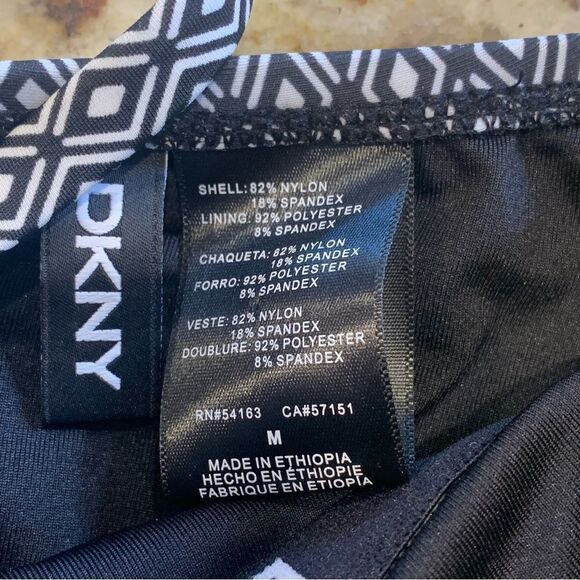 DKNY
SHELL: 82% NYLON
18% SPANDEX
LINING: 92% POLYESTER
8% SPANDEX
CHAQUETA: 82% NYLON
18% SPANDEX
FORRO: 92% POLYESTER
8% SPANDEX
VESTE: 82% NYLON
18% SPANDEX
DOUBLURE: 92% POLYESTER
8% SPANDEX
RN#54163 CA#57151
M
MADE IN ETHIOPIA
HECHO EN ÉTHIOPIE
FABRIQUE EN ETIOPIA